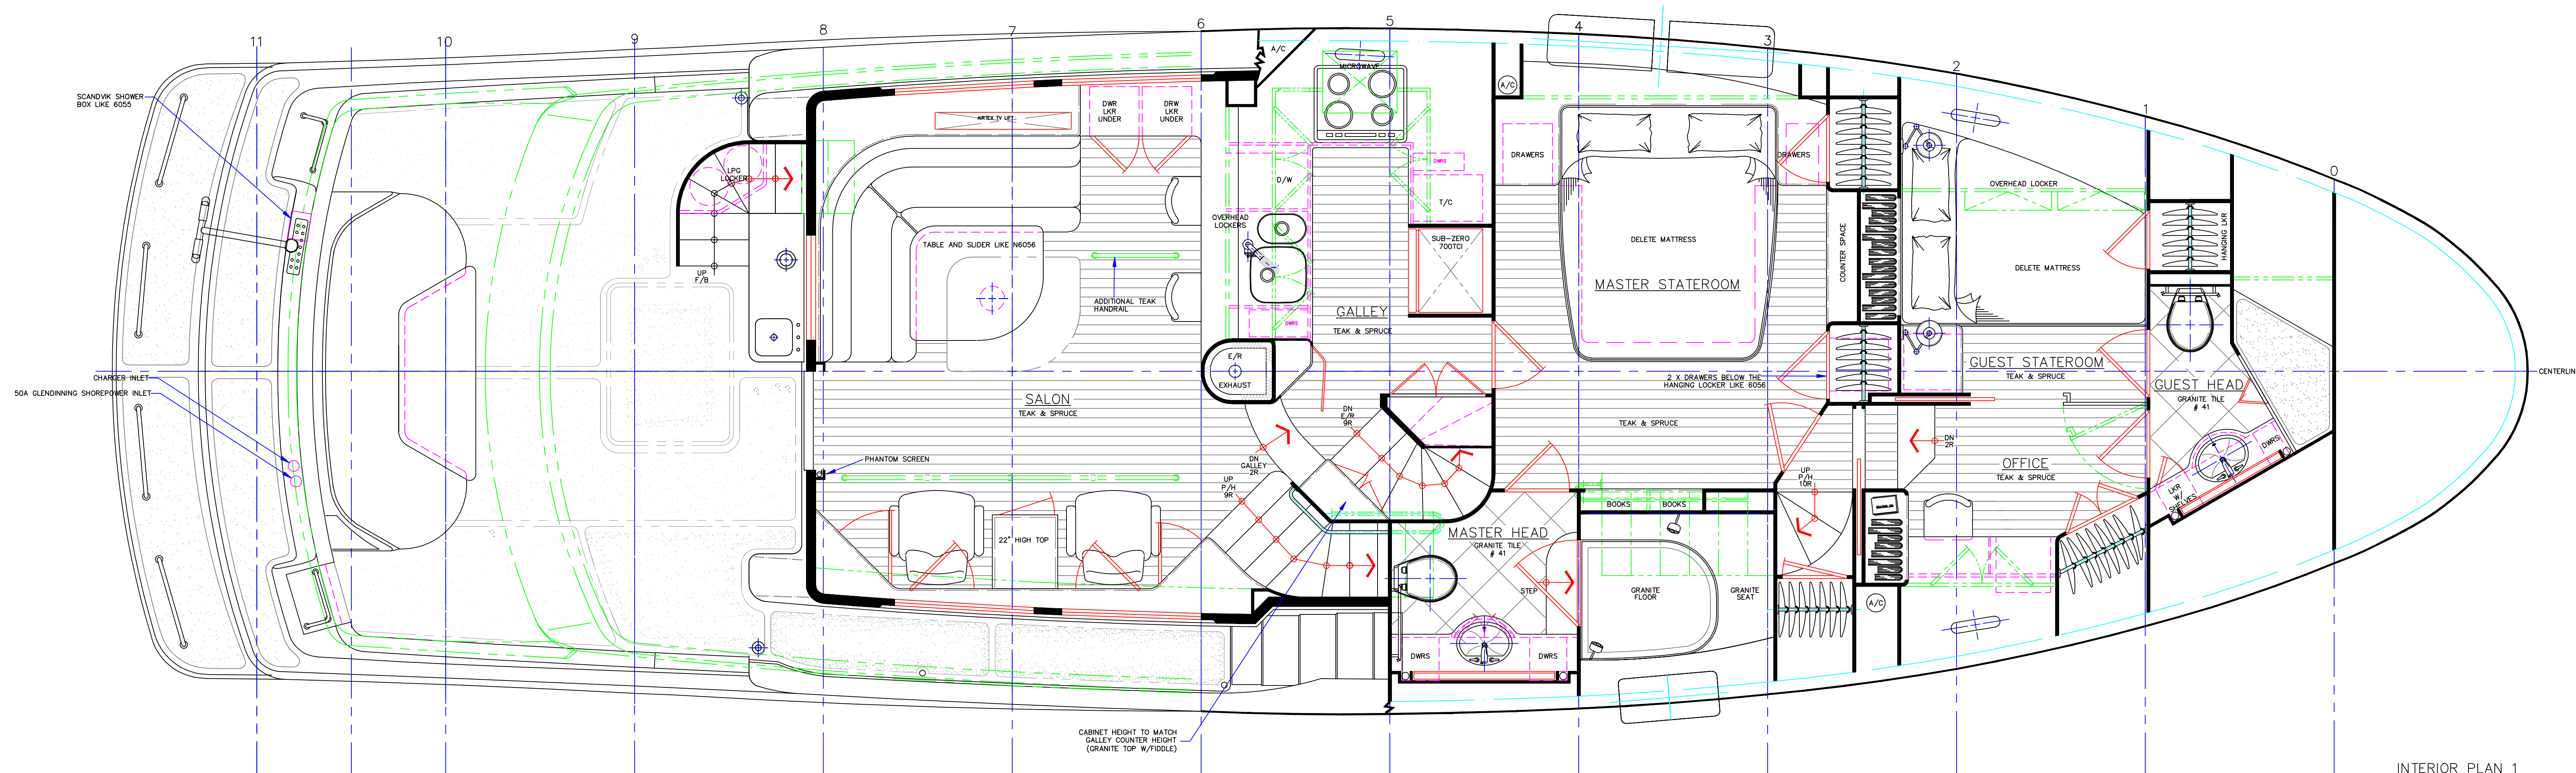 11
10
9
8
7
6
5
4
3
2
1
0
SCANDVIK SHOWER
BOX LIKE 6055
CHARGER INLET
50A GLENDINNING SHOREPOWER INLET
LPG
LOCKER
UP
F/B
AIRTEX TV LIFT
DWR
LKR
UNDER
DRW
LKR
UNDER
TABLE AND SLIDER LIKE N6056
ADDITIONAL TEAK
HANDRAIL
SALON
TEAK & SPRUCE
PHANTOM SCREEN
22" HIGH TOP
A/C
MICROWAVE
D/W
DWRS
T/C
OVERHEAD
LOCKERS
SUB-ZERO
700TCI
DWRS
GALLEY
TEAK & SPRUCE
E/R
EXHAUST
DN
E/R
9R
DN
GALLEY
2R
UP
P/H
9R
CABINET HEIGHT TO MATCH
GALLEY COUNTER HEIGHT
(GRANITE TOP W/FIDDLE)
A/C
DRAWERS
DRAWERS
DELETE MATTRESS
MASTER STATEROOM
COUNTER SPACE
2 X DRAWERS BELOW THE
HANGING LOCKER LIKE 6056
TEAK & SPRUCE
BOOKS
BOOKS
MASTER HEAD
GRANITE TILE
# 41
STEP
GRANITE
FLOOR
GRANITE
SEAT
DWRS
DWRS
UP
P/H
10R
A/C
OVERHEAD LOCKER
DELETE MATTRESS
GUEST STATEROOM
TEAK & SPRUCE
DN
2R
OFFICE
TEAK & SPRUCE
HANGING LKR
GUEST HEAD
GRANITE TILE
# 41
DWRS
LKR
W/
SHELVES
CENTERLIN
INTERIOR PLAN 1